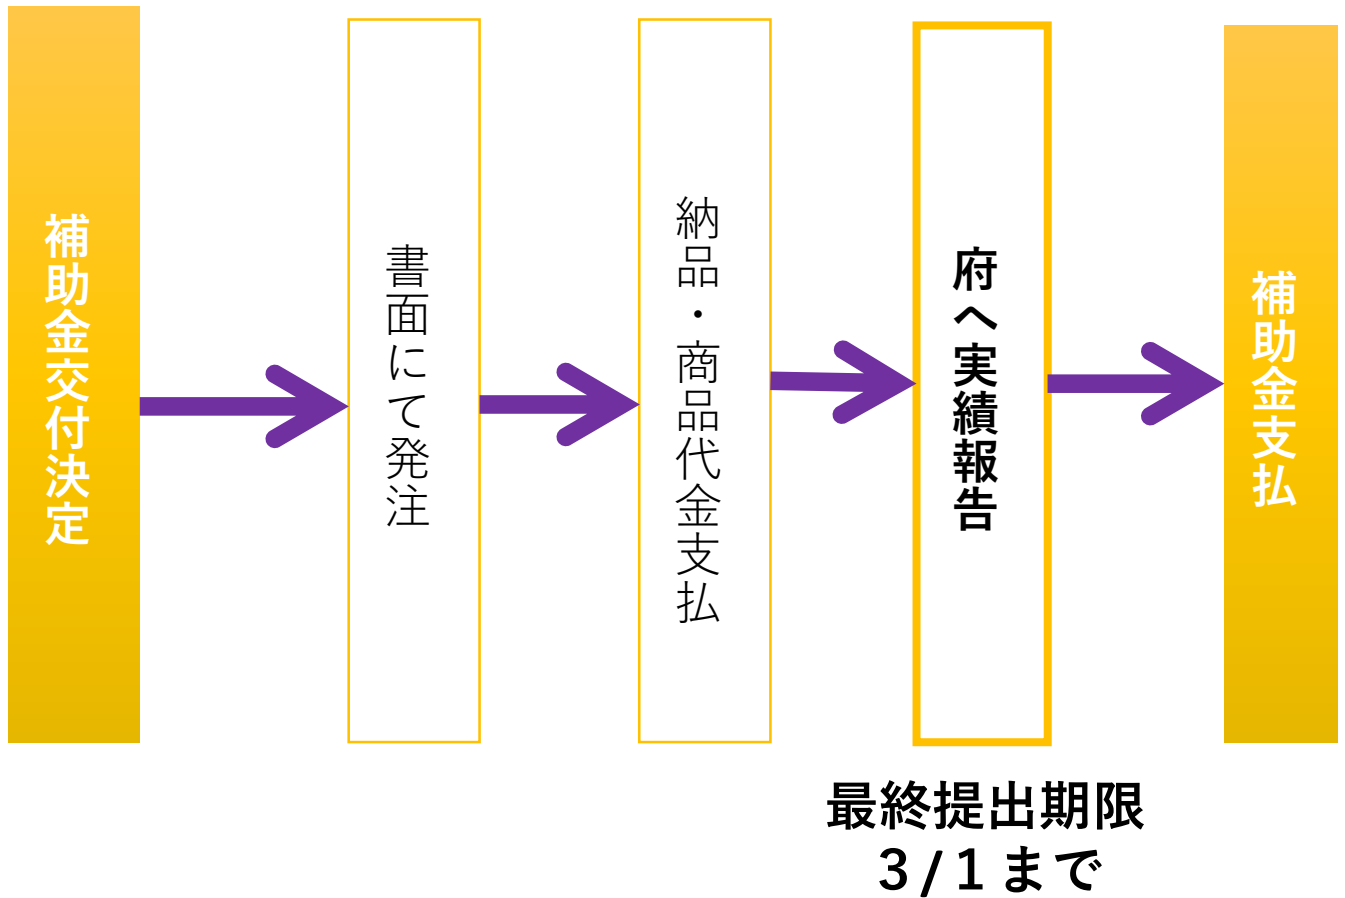 補助金交付決定
書面にて発注
納品・商品代金支払
府へ実績報告
補助金支払
最終提出期限
3/1まで